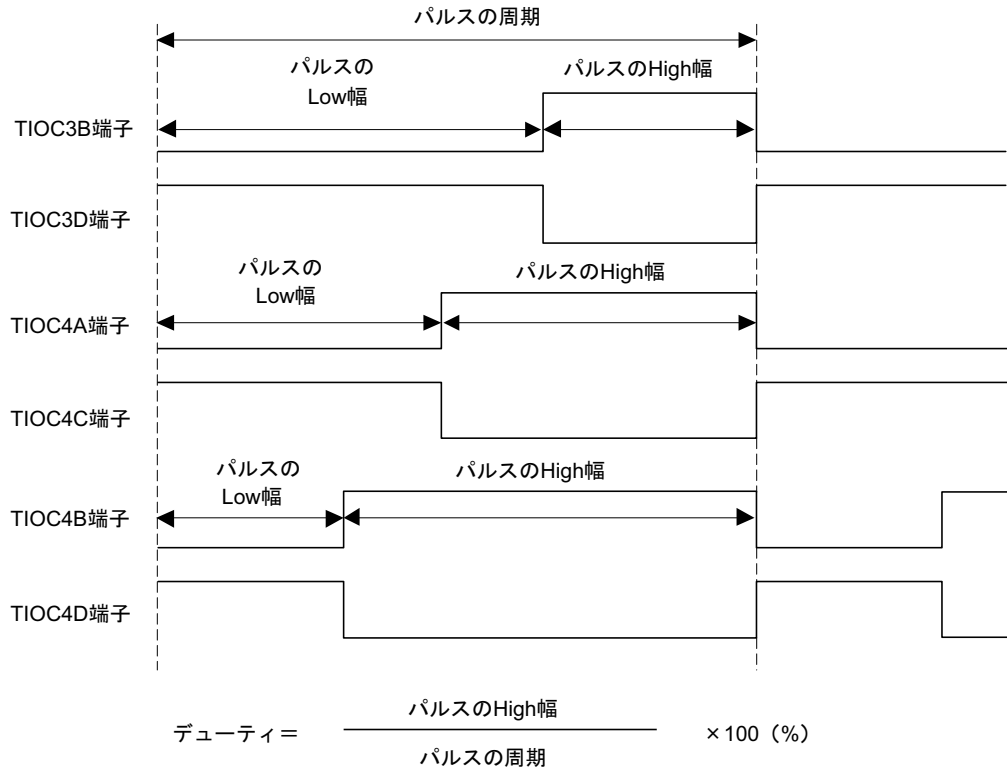 パルスの周期
パルスの
Low幅
パルスのHigh幅
TIOC3B端子
TIOC3D端子
パルスの
Low幅
パルスのHigh幅
TIOC4A端子
TIOC4C端子
パルスの
Low幅
パルスのHigh幅
TIOC4B端子
TIOC4D端子
デューティ＝
パルスのHigh幅
パルスの周期
×100（%）